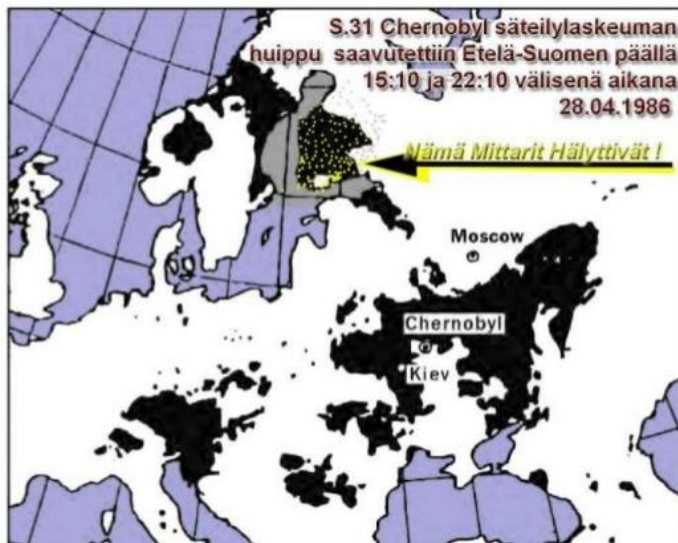 S.31 Chernobyl säteilylaskeuman
huippu saavutettiin Etelä-Suomen päällä
15:10 ja 22:10 välisenä aikana
28.04.1986
Nämä Mittarit Hälyttivät !
Moscow
Chernobyl
Kiev